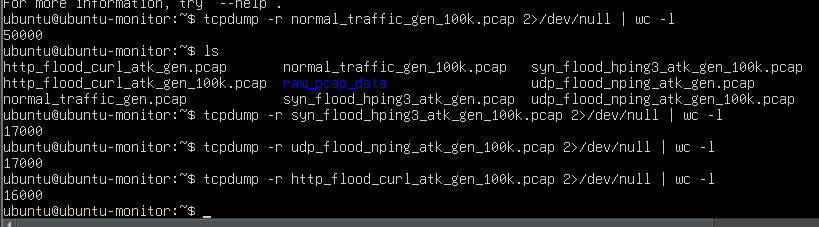 For more information, try `--help`.
ubuntu@ubuntu-monitor:~$ tcpdump -r normal_traffic_gen_100k.pcap 2>/dev/null | wc -l
50000
ubuntu@ubuntu-monitor:~$ ls
http_flood_curl_atk_gen.pcap normal_traffic_gen_100k.pcap syn_flood_hping3_atk_gen_100k.pcap
http_flood_curl_atk_gen_100k.pcap raw_pcap_data udp_flood_nping_atk_gen.pcap
normal_traffic_gen.pcap syn_flood_hping3_atk_gen.pcap udp_flood_nping_atk_gen_100k.pcap
ubuntu@ubuntu-monitor:~$ tcpdump -r syn_flood_hping3_atk_gen_100k.pcap 2>/dev/null | wc -l
17000
ubuntu@ubuntu-monitor:~$ tcpdump -r udp_flood_nping_atk_gen_100k.pcap 2>/dev/null | wc -l
17000
ubuntu@ubuntu-monitor:~$ tcpdump -r http_flood_curl_atk_gen_100k.pcap 2>/dev/null | wc -l
16000
ubuntu@ubuntu-monitor:~$ _